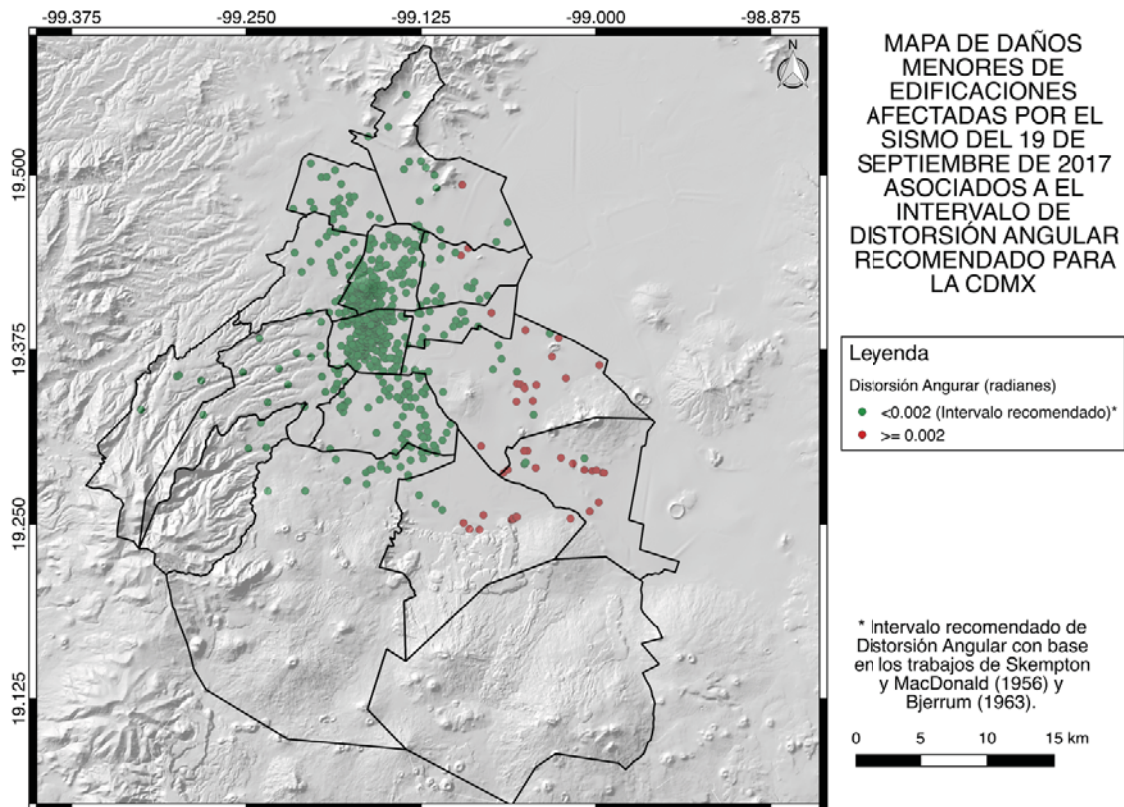 -99.375 -99.250 -99.125 -99.000 -98.875
N
19.500
19.375
19.250
19.125
MAPA DE DAÑOS
MENORES DE
EDIFICACIONES
AFECTADAS POR EL
SISMO DEL 19 DE
SEPTIEMBRE DE 2017
ASOCIADOS A EL
INTERVALO DE
DISTORSIÓN ANGULAR
RECOMENDADO PARA
LA CDMX
Leyenda
Distorsión Angurar (radianes)
<0.002 (Intervalo recomendado)*
>= 0.002
* Intervalo recomendado de
Distorsión Angular con base
en los trabajos de Skempton
y MacDonald (1956) y
Bjerrum (1963).
0 5 10 15 km